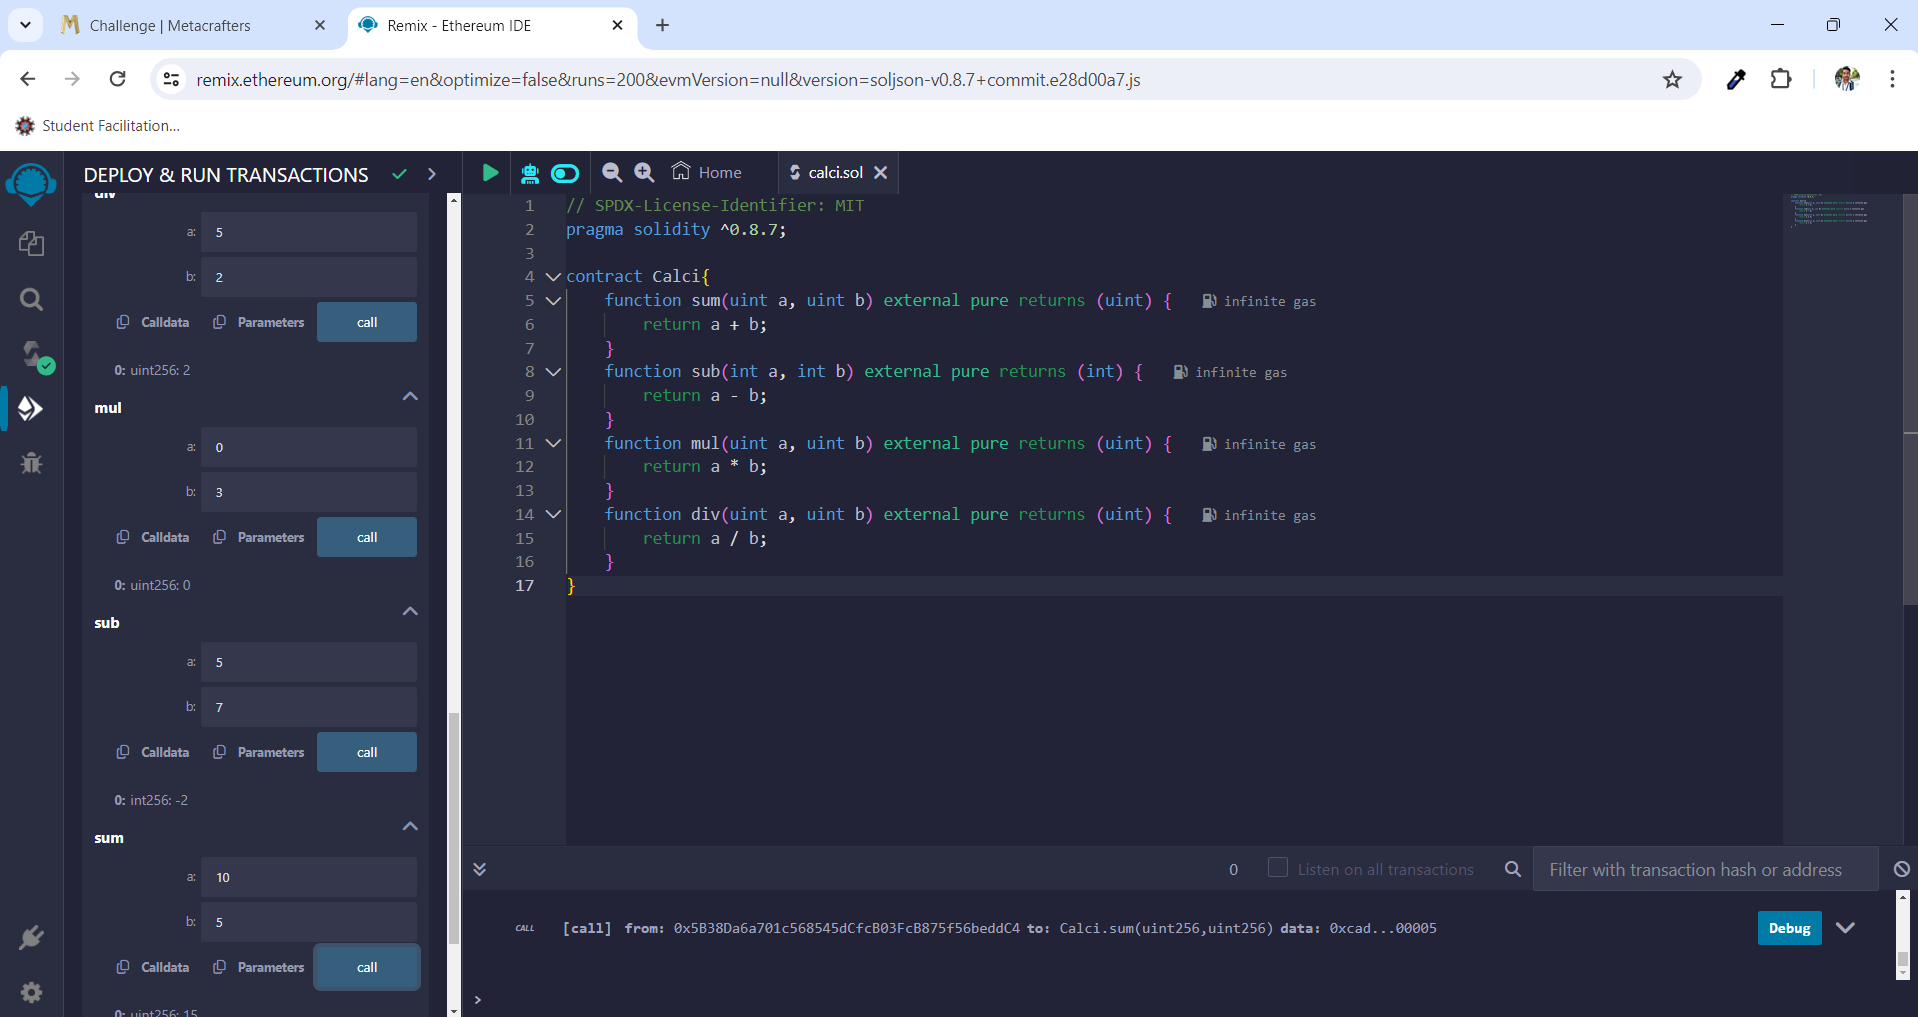 Challenge | Metacrafters
Remix - Ethereum IDE
remix.ethereum.org/#lang=en&optimize=false&runs=200&evmVersion=null&version=soljson-v0.8.7+commit.e28d00a7.js
Student Facilitation...
DEPLOY & RUN TRANSACTIONS
div
a: 5
b: 2
Calldata Parameters call
0: uint256: 2
mul
a: 0
b: 3
Calldata Parameters call
0: uint256: 0
sub
a: 5
b: 7
Calldata Parameters call
0: int256: -2
sum
a: 10
b: 5
Calldata Parameters call
0: uint256: 15
Home
calci.sol
1 // SPDX-License-Identifier: MIT
2 pragma solidity ^0.8.7;
3
4 contract Calci{
5 function sum(uint a, uint b) external pure returns (uint) { infinite gas
6 return a + b;
7 }
8 function sub(int a, int b) external pure returns (int) { infinite gas
9 return a - b;
10 }
11 function mul(uint a, uint b) external pure returns (uint) { infinite gas
12 return a * b;
13 }
14 function div(uint a, uint b) external pure returns (uint) { infinite gas
15 return a / b;
16 }
17 }
0 Listen on all transactions Filter with transaction hash or address
CALL [call] from: 0x5B38Da6a701c568545dCfcB03FcB875f56beddC4 to: Calci.sum(uint256,uint256) data: 0xcad...00005 Debug
>